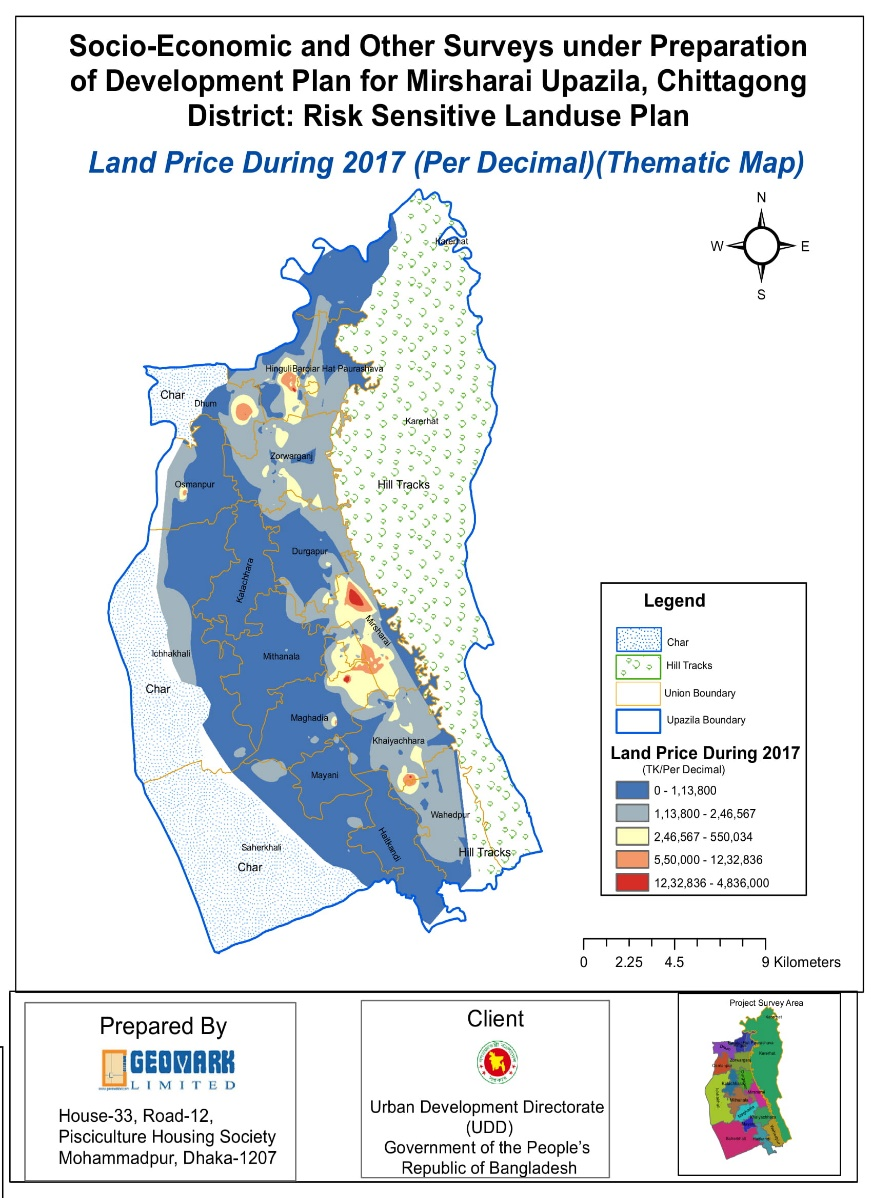 Socio-Economic and Other Surveys under Preparation
of Development Plan for Mirsharai Upazila, Chittagong
District: Risk Sensitive Landuse Plan
Land Price During 2017 (Per Decimal)(Thematic Map)
N
W
E
S
Karerhat
Hinguli
Baroiar Hat Paurashava
Char
Dhum
Karerhat
Zorwarganj
Hill Tracks
Osmanpur
Durgapur
Katachhara
Mirsharai
Ichhakhali
Mithanala
Char
Maghadia
Khaiyachhara
Mayani
Wahedpur
Haitkandi
Saherkhali
Char
Hill Tracks
Legend
Char
Hill Tracks
Union Boundary
Upazila Boundary
Land Price During 2017
(TK/Per Decimal)
0 - 1,13,800
1,13,800 - 2,46,567
2,46,567 - 550,034
5,50,000 - 12,32,836
12,32,836 - 4,836,000
0 2.25 4.5 9 Kilometers
Prepared By
GEOMARK
LIMITED
House-33, Road-12,
Pisciculture Housing Society
Mohammadpur, Dhaka-1207
Client
Urban Development Directorate
(UDD)
Government of the People's
Republic of Bangladesh
Project Survey Area